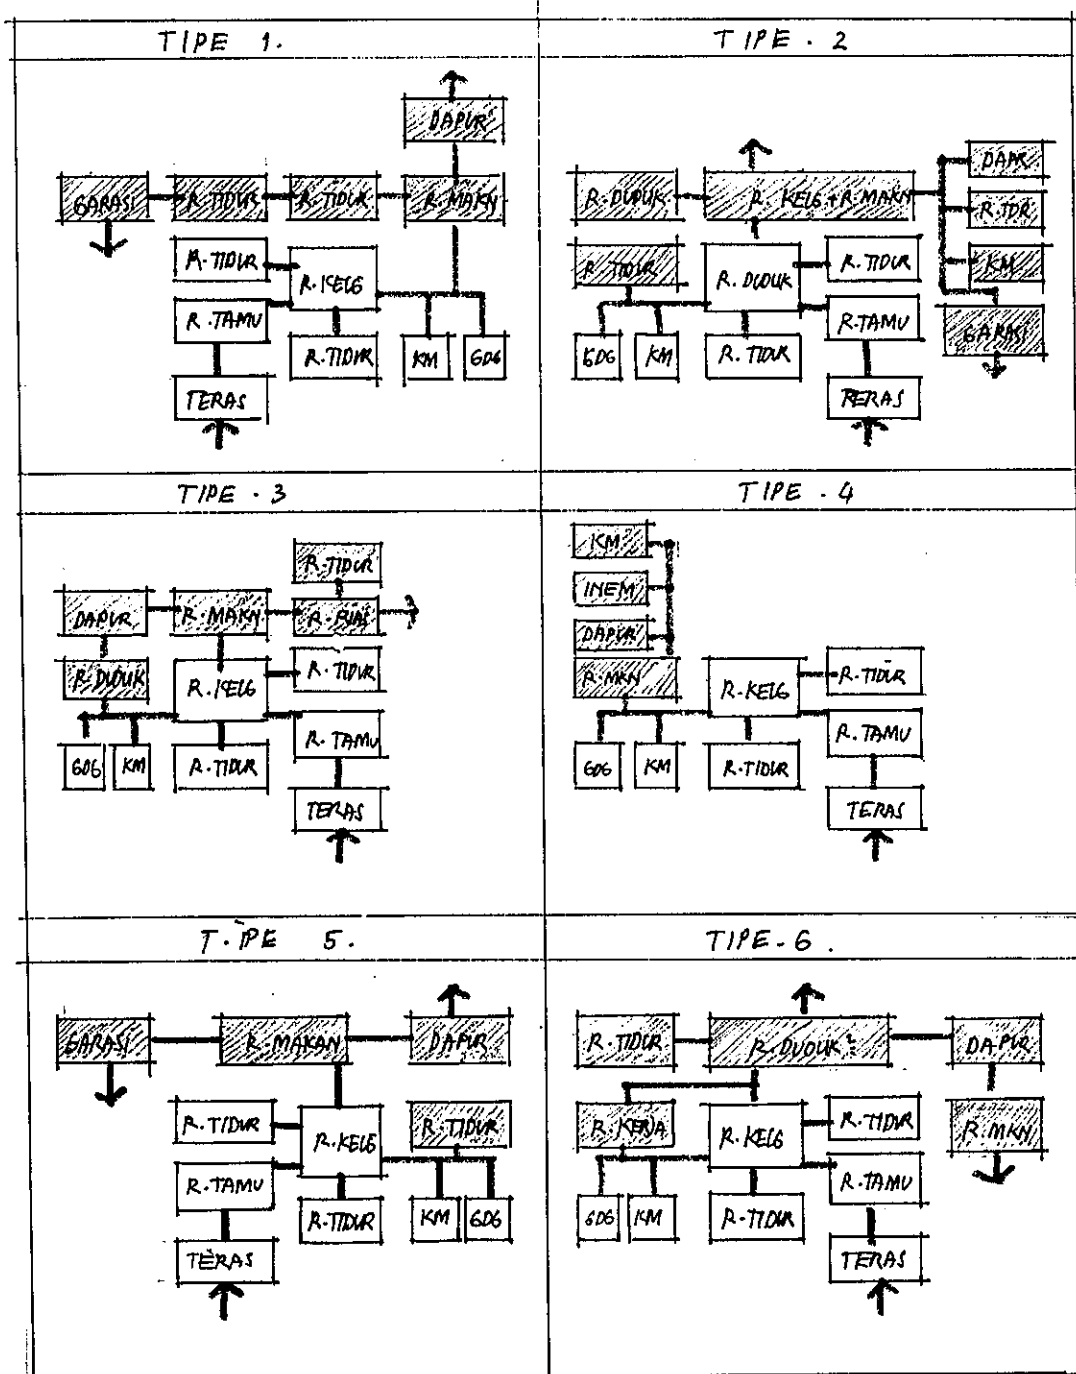 TIPE 1.
DAPUR
GARASI
R.TIDUR
R.TIDUR
R.MAKN
R.TIDUR
R.KELG
R.TAMU
R.TIDUR
KM
GDG
TERAS
TIPE . 2
DAPR
R.DUDUK
R KELG+R.MAKN
R.TDR
R.TIDUR
R.DUDUK
R.TIDUR
KM
GDG
KM
R.TIDUR
R.TAMU
GARASI
TERAS
TIPE . 3
R.TIDUR
DAPUR
R.MAKN
R.RIAS
R.DUDUK
R.KELG
R.TIDUR
GDG
KM
R.TIDUR
R.TAMU
TERAS
TIPE . 4
KM
INEM
DAPUR
R.MKN
R.KELG
R.TIDUR
GDG
KM
R.TIDUR
R.TAMU
TERAS
T.IPE 5.
GARASI
R.MAKAN
DAPUR
R.TIDUR
R.KELG
R.TIDUR
R.TAMU
R.TIDUR
KM
GDG
TERAS
TIPE-6.
R.TIDUR
R.DUDUK²
DAPUR
R.KERJA
R.KELG
R.TIDUR
R.MKN
GDG
KM
R.TIDUR
R.TAMU
TERAS